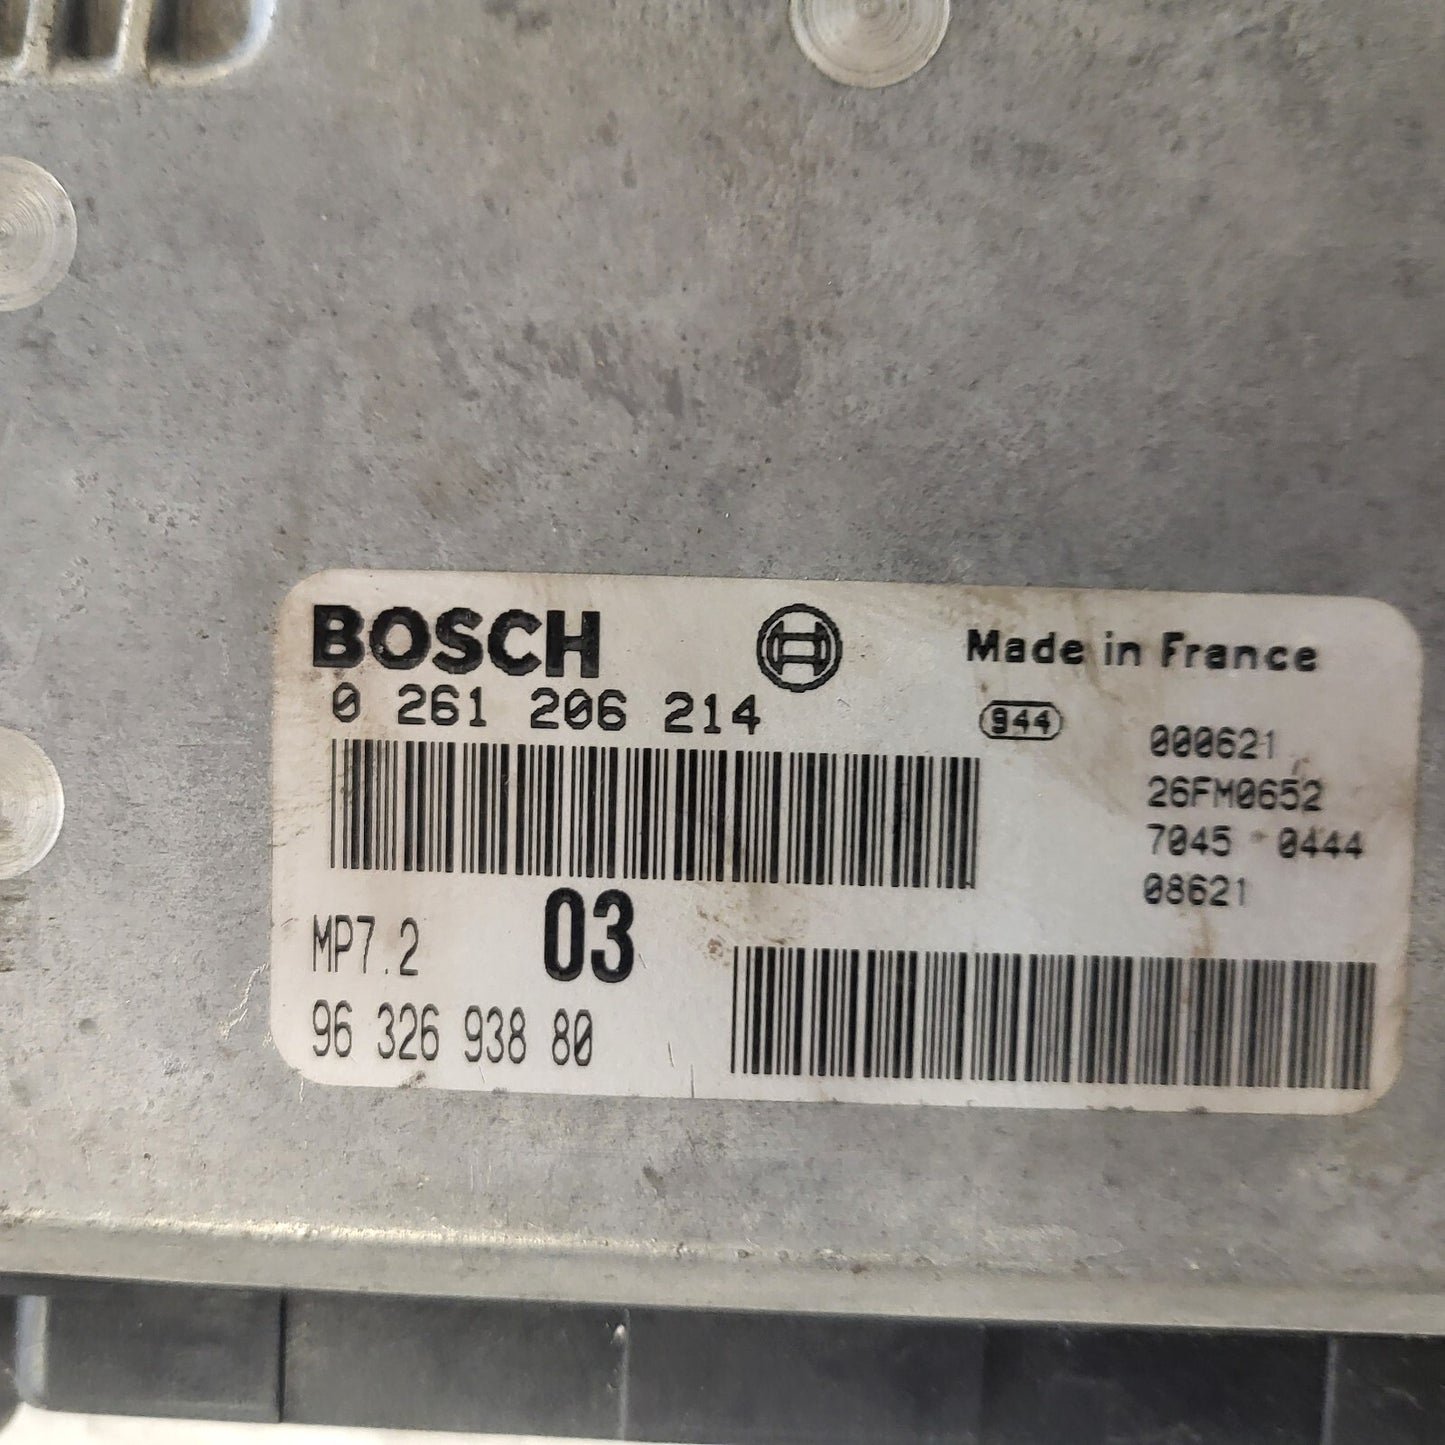 BOSCH
Made in France
0 261 206 214
944
000621
26FM0652
7045 0444
08621
MP7.2 03
96 326 938 80